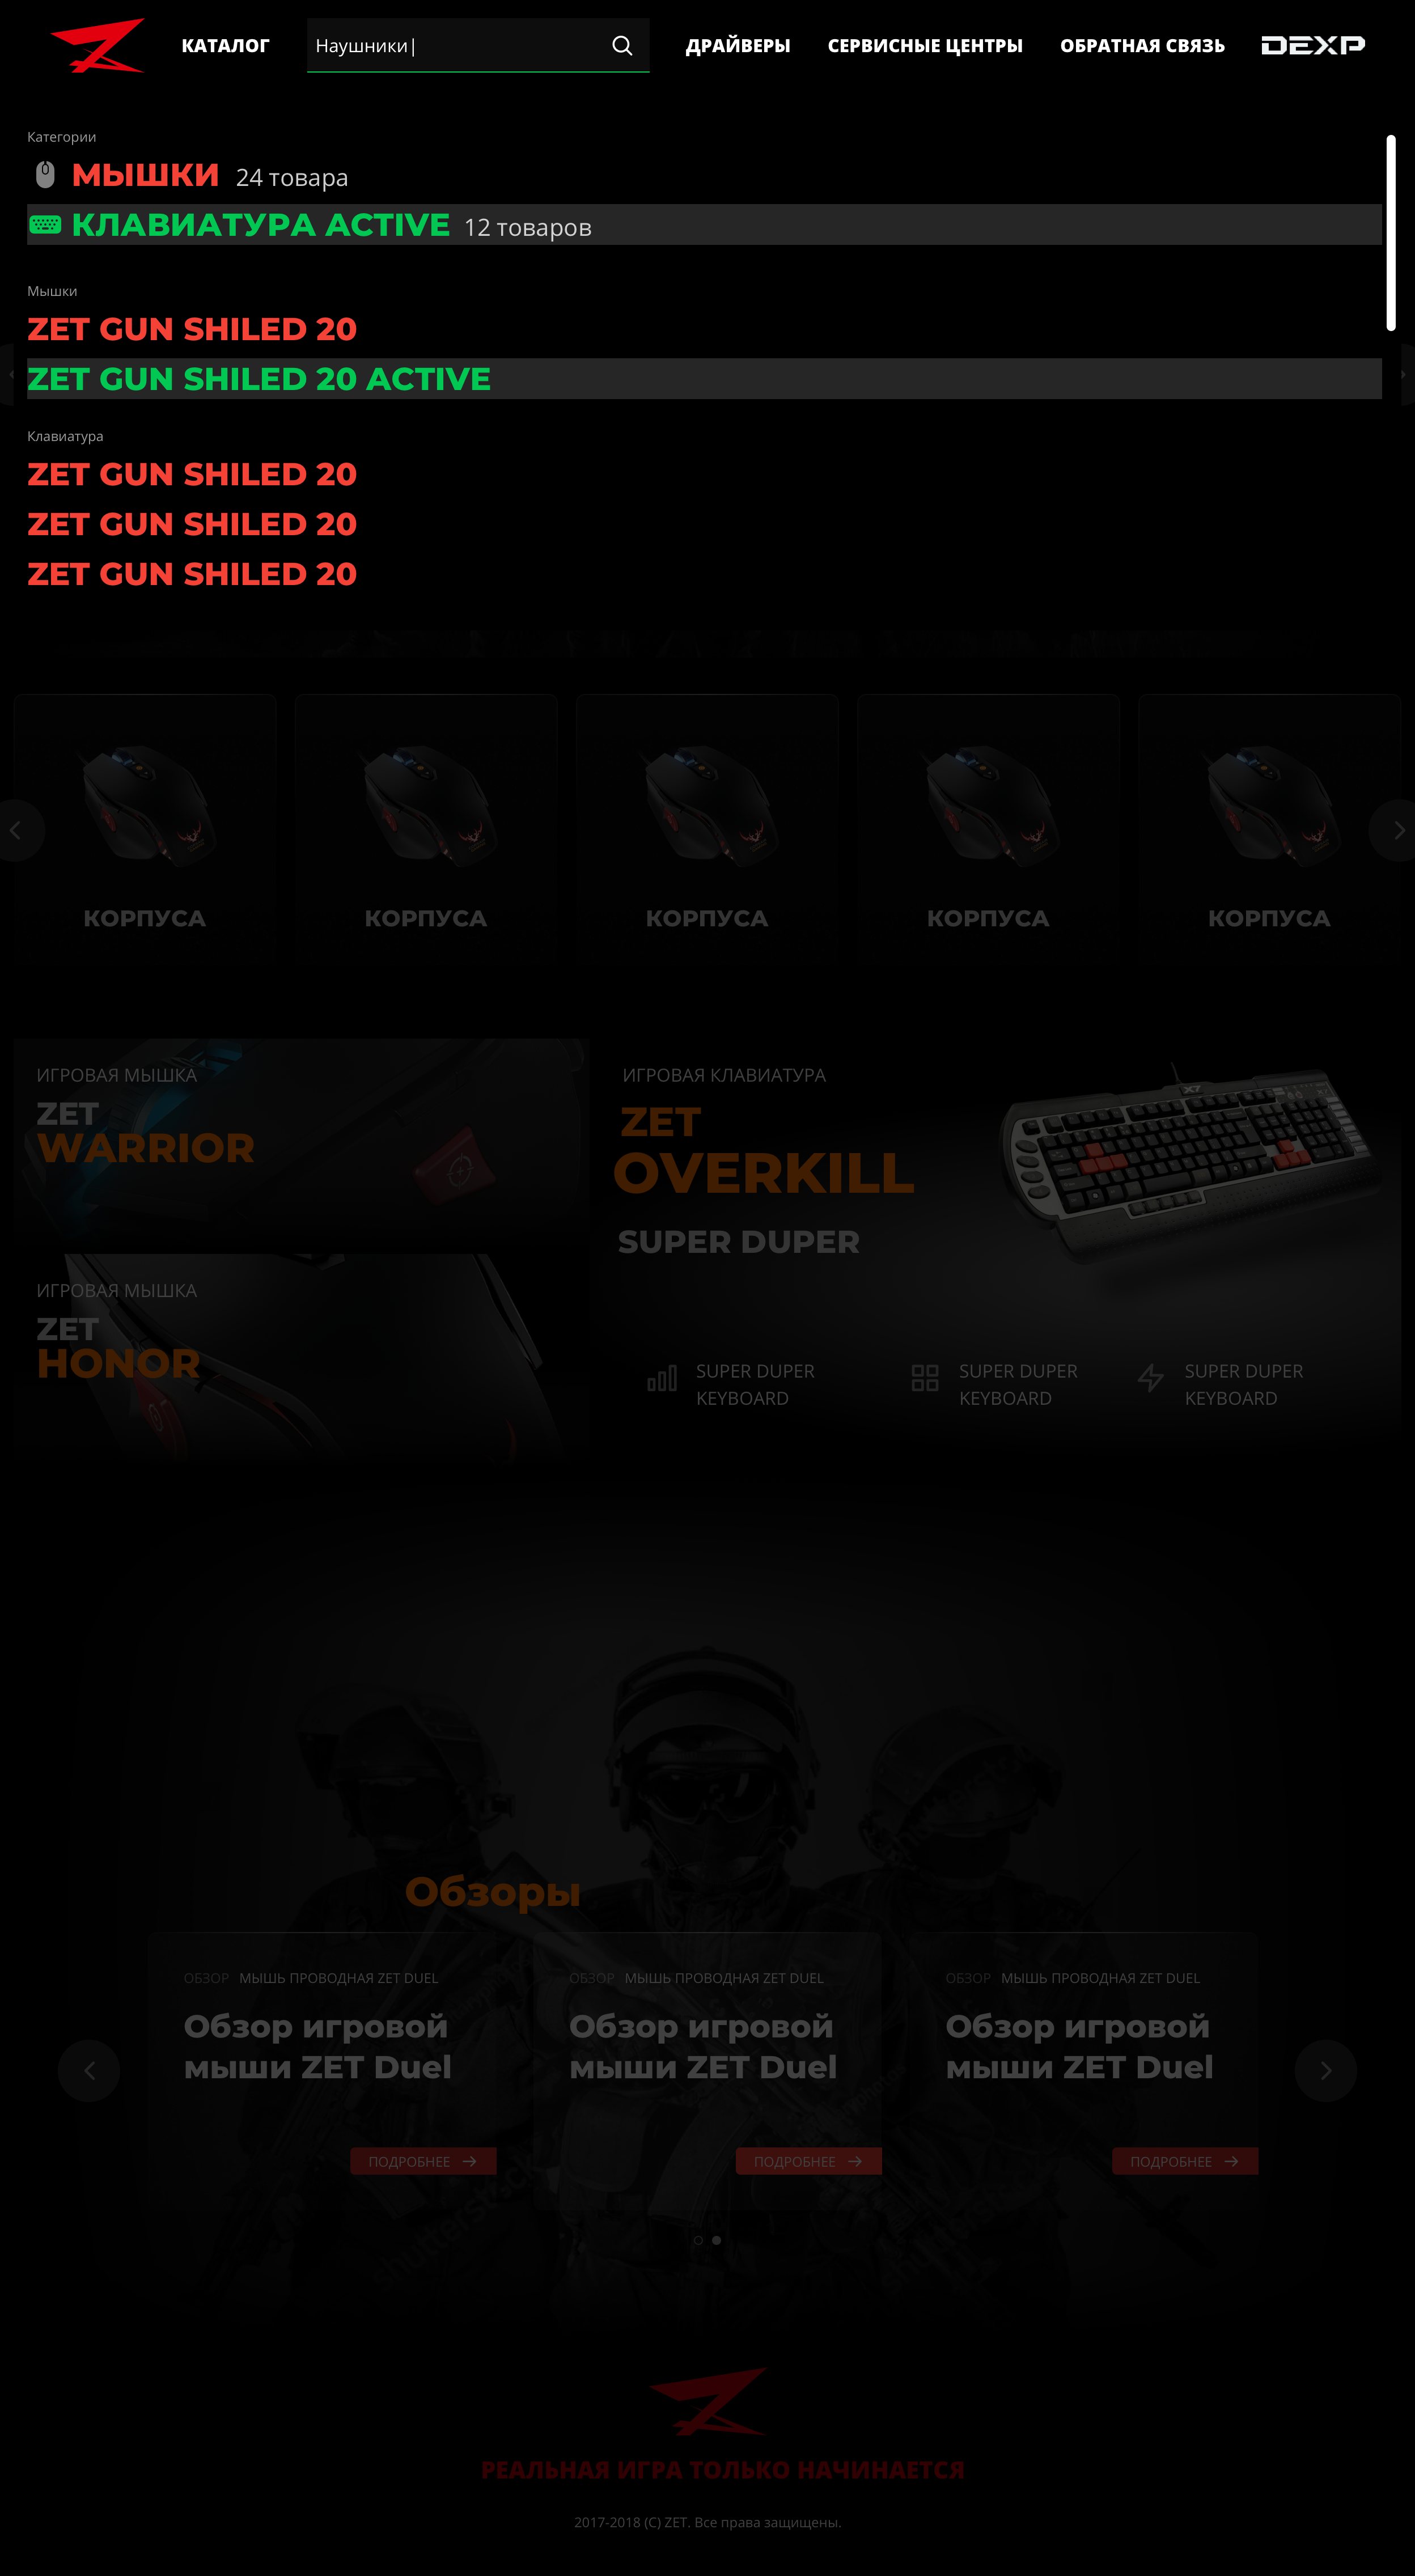 КАТАЛОГ
Наушники|
ДРАЙВЕРЫ
СЕРВИСНЫЕ ЦЕНТРЫ
ОБРАТНАЯ СВЯЗЬ
DEXP
Категории
МЫШКИ 24 товара
КЛАВИАТУРА ACTIVE 12 товаров
Мышки
ZET GUN SHILED 20
ZET GUN SHILED 20 ACTIVE
Клавиатура
ZET GUN SHILED 20
ZET GUN SHILED 20
ZET GUN SHILED 20
КОРПУСА
КОРПУСА
КОРПУСА
КОРПУСА
КОРПУСА
ИГРОВАЯ МЫШКА
ZET
WARRIOR
ИГРОВАЯ МЫШКА
ZET
HONOR
ИГРОВАЯ КЛАВИАТУРА
ZET
OVERKILL
SUPER DUPER
X7
SUPER DUPER
KEYBOARD
SUPER DUPER
KEYBOARD
SUPER DUPER
KEYBOARD
Обзоры
ОБЗОР МЫШЬ ПРОВОДНАЯ ZET DUEL
Обзор игровой
мыши ZET Duel
ПОДРОБНЕЕ
ОБЗОР МЫШЬ ПРОВОДНАЯ ZET DUEL
Обзор игровой
мыши ZET Duel
ПОДРОБНЕЕ
ОБЗОР МЫШЬ ПРОВОДНАЯ ZET DUEL
Обзор игровой
мыши ZET Duel
ПОДРОБНЕЕ
РЕАЛЬНАЯ ИГРА ТОЛЬКО НАЧИНАЕТСЯ
2017-2018 (C) ZET. Все права защищены.